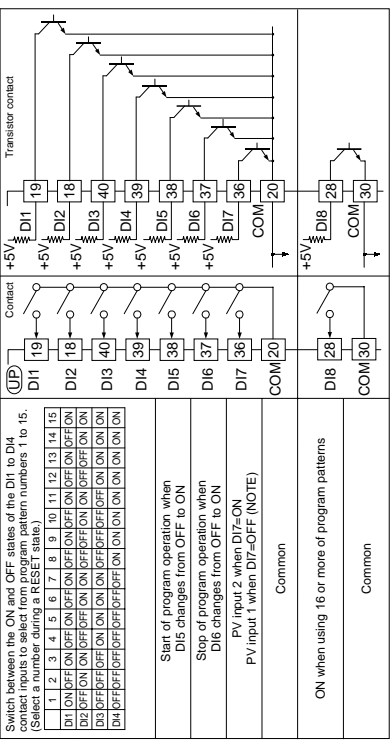 Switch between the ON and OFF states of the DI1 to DI4
contact inputs to select from program pattern numbers 1 to 15.
(Select a number during a RESET state.)
1 2 3 4 5 6 7 8 9 10 11 12 13 14 15
DI1 ON OFF ON OFF ON OFF ON OFF ON OFF ON OFF ON OFF ON
DI2 OFF ON ON OFF OFF ON ON OFF OFF ON ON OFF OFF ON ON
DI3 OFF OFF OFF ON ON ON ON OFF OFF OFF OFF ON ON ON ON
DI4 OFF OFF OFF OFF OFF OFF OFF ON ON ON ON ON ON ON ON
Start of program operation when
DI5 changes from OFF to ON
Stop of program operation when
DI6 changes from OFF to ON
PV input 2 when DI7=ON
PV input 1 when DI7=OFF (NOTE)
Common
ON when using 16 or more of program patterns
Common
UP
Contact
DI1 19
DI2 18
DI3 40
DI4 39
DI5 38
DI6 37
DI7 36
COM 20
DI8 28
COM 30
Transistor contact
+5V DI1 19
+5V DI2 18
+5V DI3 40
+5V DI4 39
+5V DI5 38
+5V DI6 37
+5V DI7 36
COM 20
+5V DI8 28
COM 30